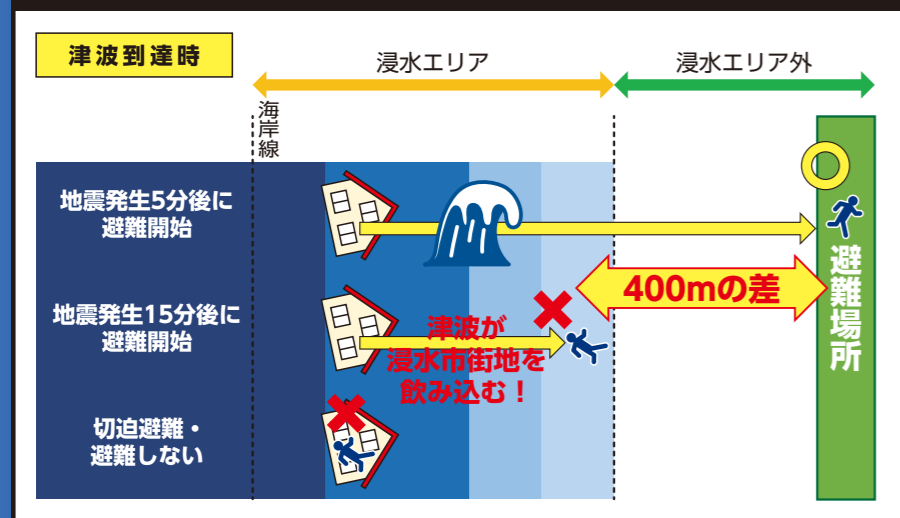 津波到達時
浸水エリア
浸水エリア外
海岸線
地震発生5分後に
避難開始
400mの差
避難場所
地震発生15分後に
避難開始
津波が
浸水市街地を
飲み込む！
切迫避難・
避難しない